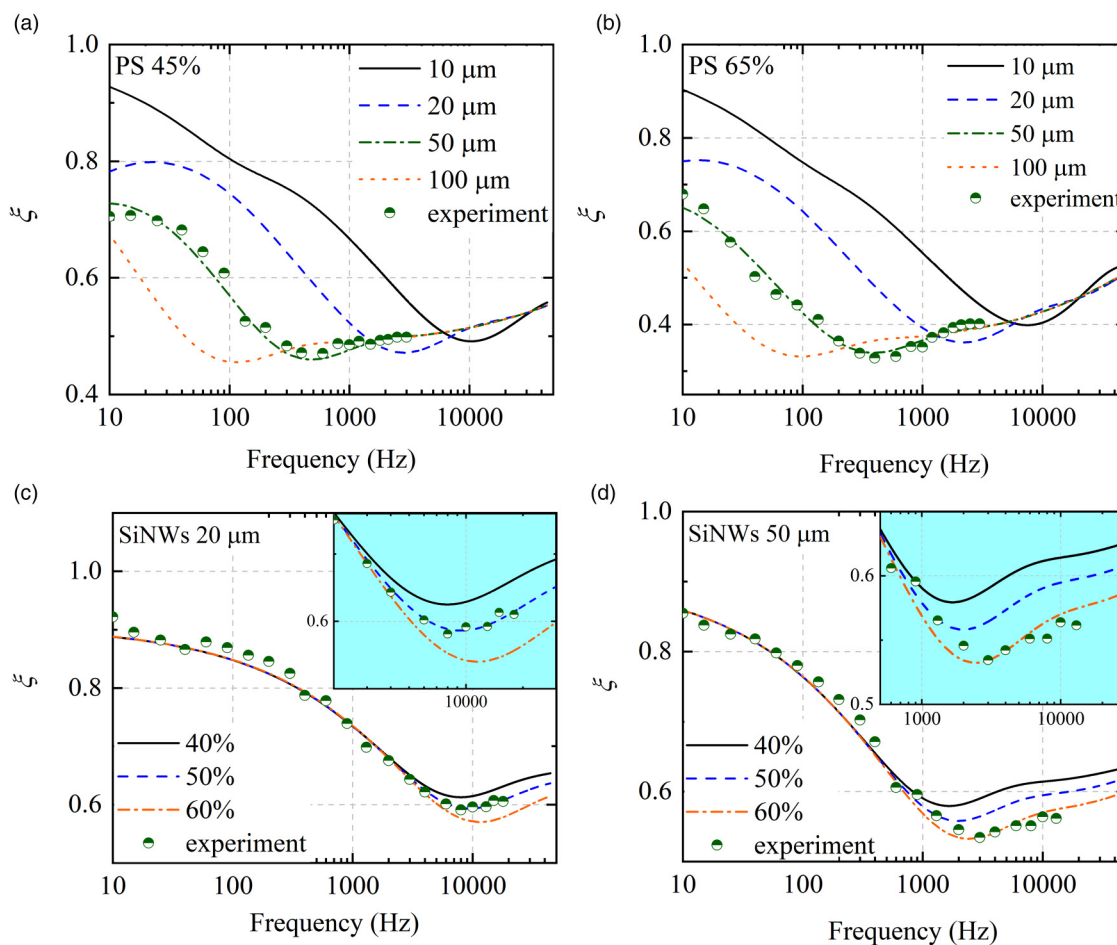 (a)
PS 45%
10 μm
20 μm
50 μm
100 μm
experiment
1.0
0.8
0.6
0.4
ξ
10
100
1000
10000
Frequency (Hz)
(b)
PS 65%
10 μm
20 μm
50 μm
100 μm
experiment
1.0
0.8
0.6
0.4
ξ
10
100
1000
10000
Frequency (Hz)
(c)
SiNWs 20 μm
0.6
10000
40%
50%
60%
experiment
1.0
0.8
0.6
ξ
10
100
1000
10000
Frequency (Hz)
(d)
SiNWs 50 μm
0.6
0.5
1000
10000
40%
50%
60%
experiment
1.0
0.8
0.6
ξ
10
100
1000
10000
Frequency (Hz)